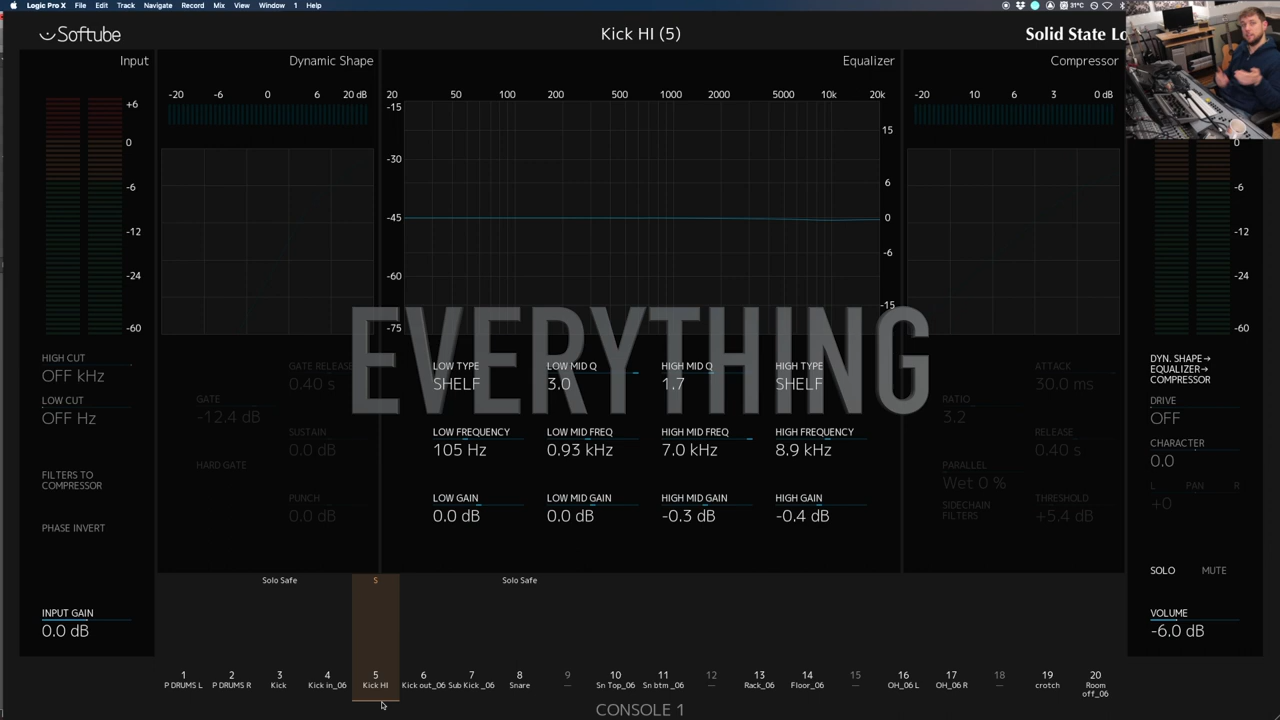 Logic Pro X File Edit Track Navigate Record Mix View Window 1 Help
31°C
Softube
Kick HI (5)
Solid State Lo
Input
Dynamic Shape
Equalizer
Compressor
-20 -6 0 6 20 dB
20 50 100 200 500 1000 2000 5000 10k 20k
-20 10 6 3 0 dB
+6
0
-6
-12
-24
-60
-15
-30
-45
-60
-75
15
6
0
-6
-15
0
-6
-12
-24
-60
EVERYTHING
HIGH CUT
OFF kHz
LOW CUT
OFF Hz
FILTERS TO
COMPRESSOR
PHASE INVERT
INPUT GAIN
0.0 dB
GATE RELEASE
0.40 s
GATE
-12.4 dB
SUSTAIN
0.0 dB
HARD GATE
PUNCH
0.0 dB
LOW TYPE LOW MID Q HIGH MID Q HIGH TYPE
SHELF 3.0 1.7 SHELF
LOW FREQUENCY LOW MID FREQ HIGH MID FREQ HIGH FREQUENCY
105 Hz 0.93 kHz 7.0 kHz 8.9 kHz
LOW GAIN LOW MID GAIN HIGH MID GAIN HIGH GAIN
0.0 dB 0.0 dB -0.3 dB -0.4 dB
ATTACK
30.0 ms
RATIO
3.2
RELEASE
0.40 s
PARALLEL
Wet 0 %
SIDECHAIN
FILTERS
THRESHOLD
+5.4 dB
DYN. SHAPE→
EQUALIZER→
COMPRESSOR
DRIVE
OFF
CHARACTER
0.0
L PAN R
+0
SOLO MUTE
VOLUME
-6.0 dB
Solo Safe S Solo Safe
1 2 3 4 5 6 7 8 9 10 11 12 13 14 15 16 17 18 19 20
P DRUMS L P DRUMS R Kick Kick in_06 Kick HI Kick out_06 Sub Kick _06 Snare — Sn Top_06 Sn btm _06 — Rack_06 Floor_06 — OH_06 L OH_06 R — crotch Room
off_06
CONSOLE 1